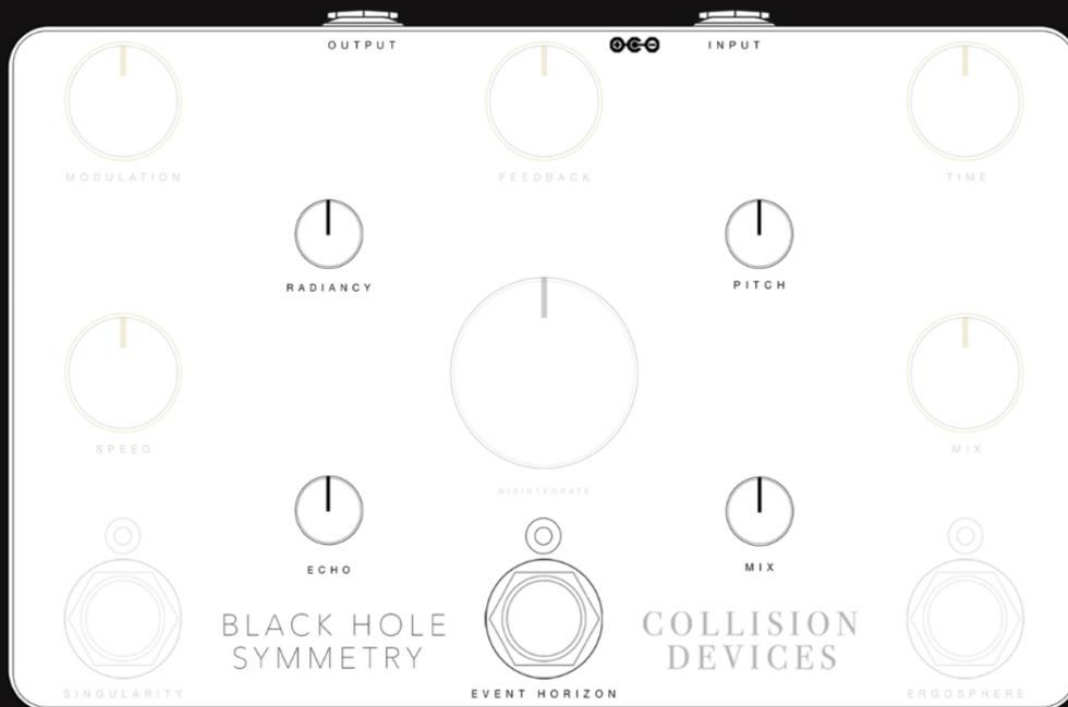 OUTPUT
INPUT
MODULATION
FEEDBACK
TIME
RADIANCY
PITCH
SPEED
MIX
DISINTEGRATE
ECHO
MIX
BLACK HOLE
SYMMETRY
COLLISION
DEVICES
SINGULARITY
EVENT HORIZON
ERGOSPHERE